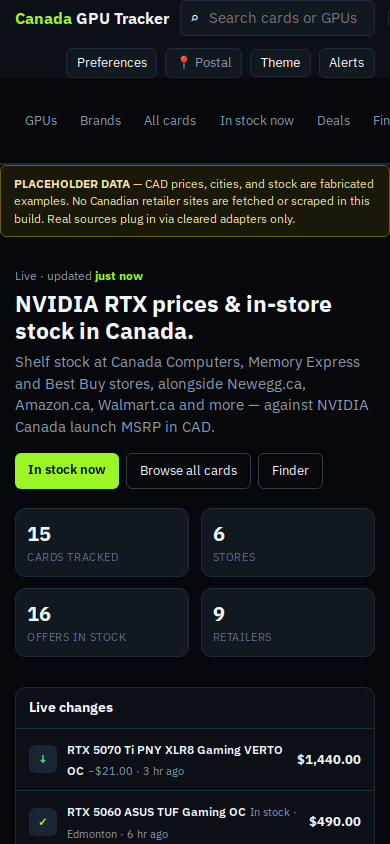 Canada GPU Tracker
Search cards or GPUs
Preferences
📍 Postal
Theme
Alerts
GPUs
Brands
All cards
In stock now
Deals
Fin
PLACEHOLDER DATA — CAD prices, cities, and stock are fabricated
examples. No Canadian retailer sites are fetched or scraped in this
build. Real sources plug in via cleared adapters only.
Live · updated just now
NVIDIA RTX prices & in-store
stock in Canada.
Shelf stock at Canada Computers, Memory Express
and Best Buy stores, alongside Newegg.ca,
Amazon.ca, Walmart.ca and more — against NVIDIA
Canada launch MSRP in CAD.
In stock now
Browse all cards
Finder
15
CARDS TRACKED
6
STORES
16
OFFERS IN STOCK
9
RETAILERS
Live changes
↓
RTX 5070 Ti PNY XLR8 Gaming VERTO
OC −$21.00 · 3 hr ago
$1,440.00
✓
RTX 5060 ASUS TUF Gaming OC In stock ·
Edmonton · 6 hr ago
$490.00